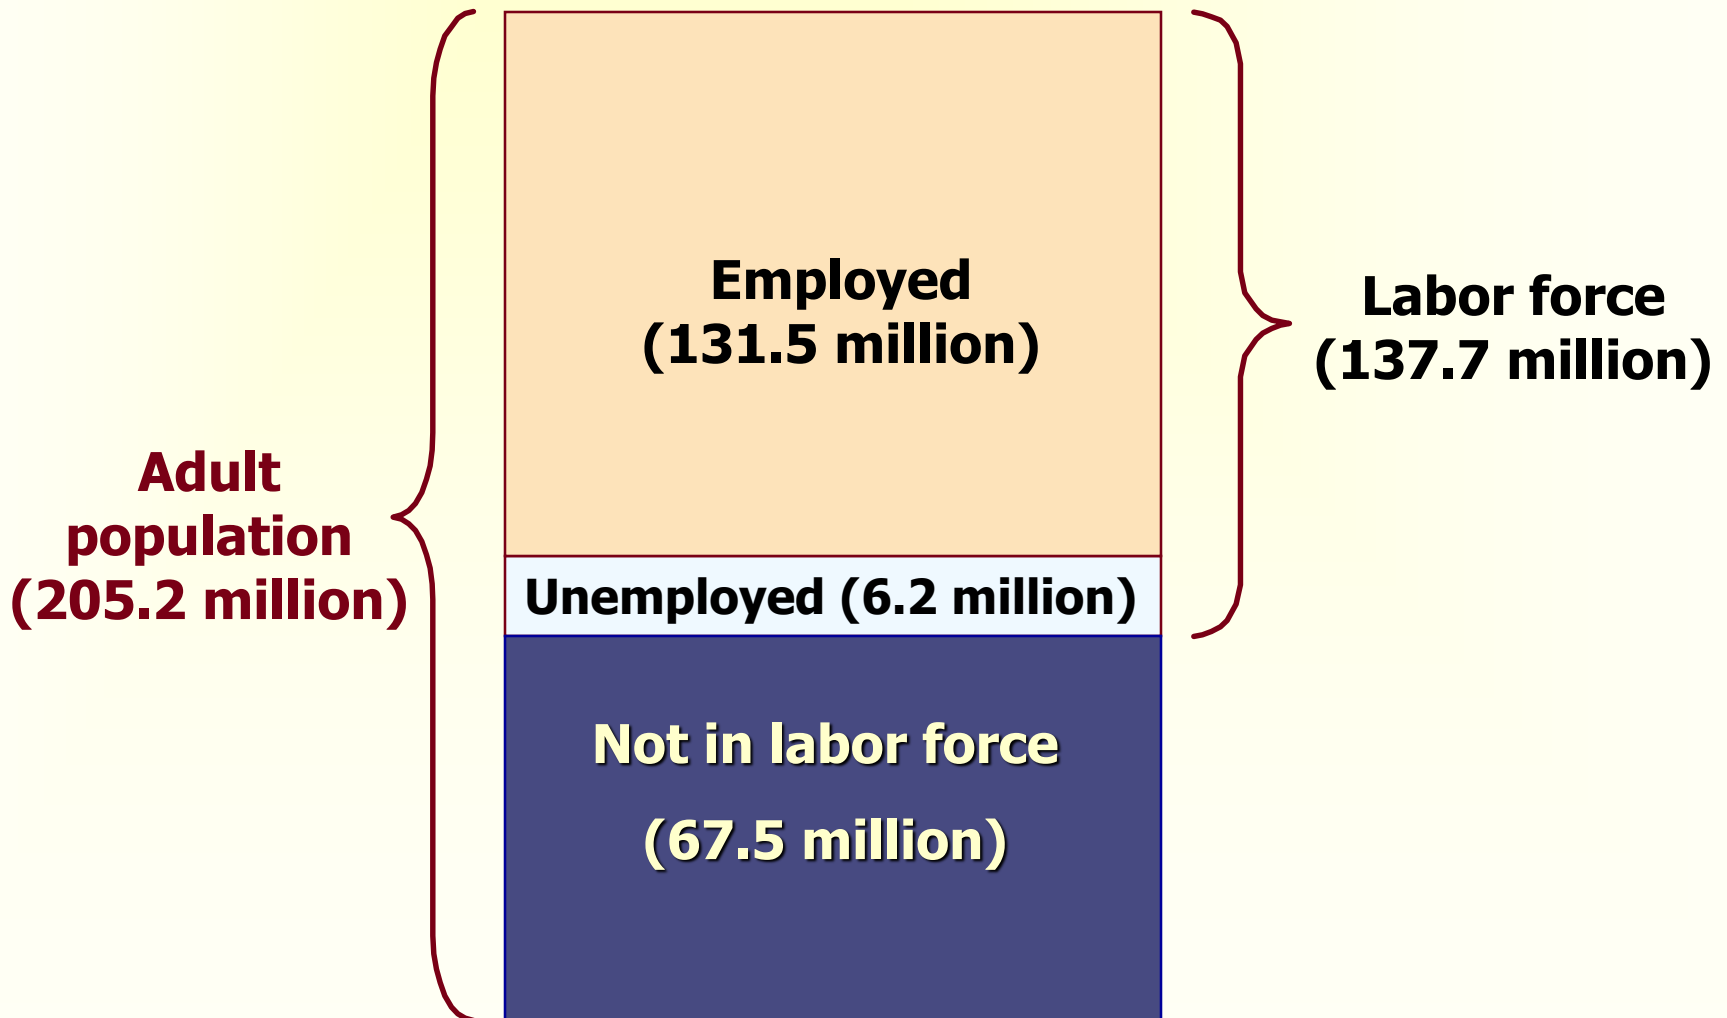 Employed
(131.5 million)
Labor force
(137.7 million)
Adult
population
(205.2 million)
Unemployed (6.2 million)
Not in labor force
(67.5 million)